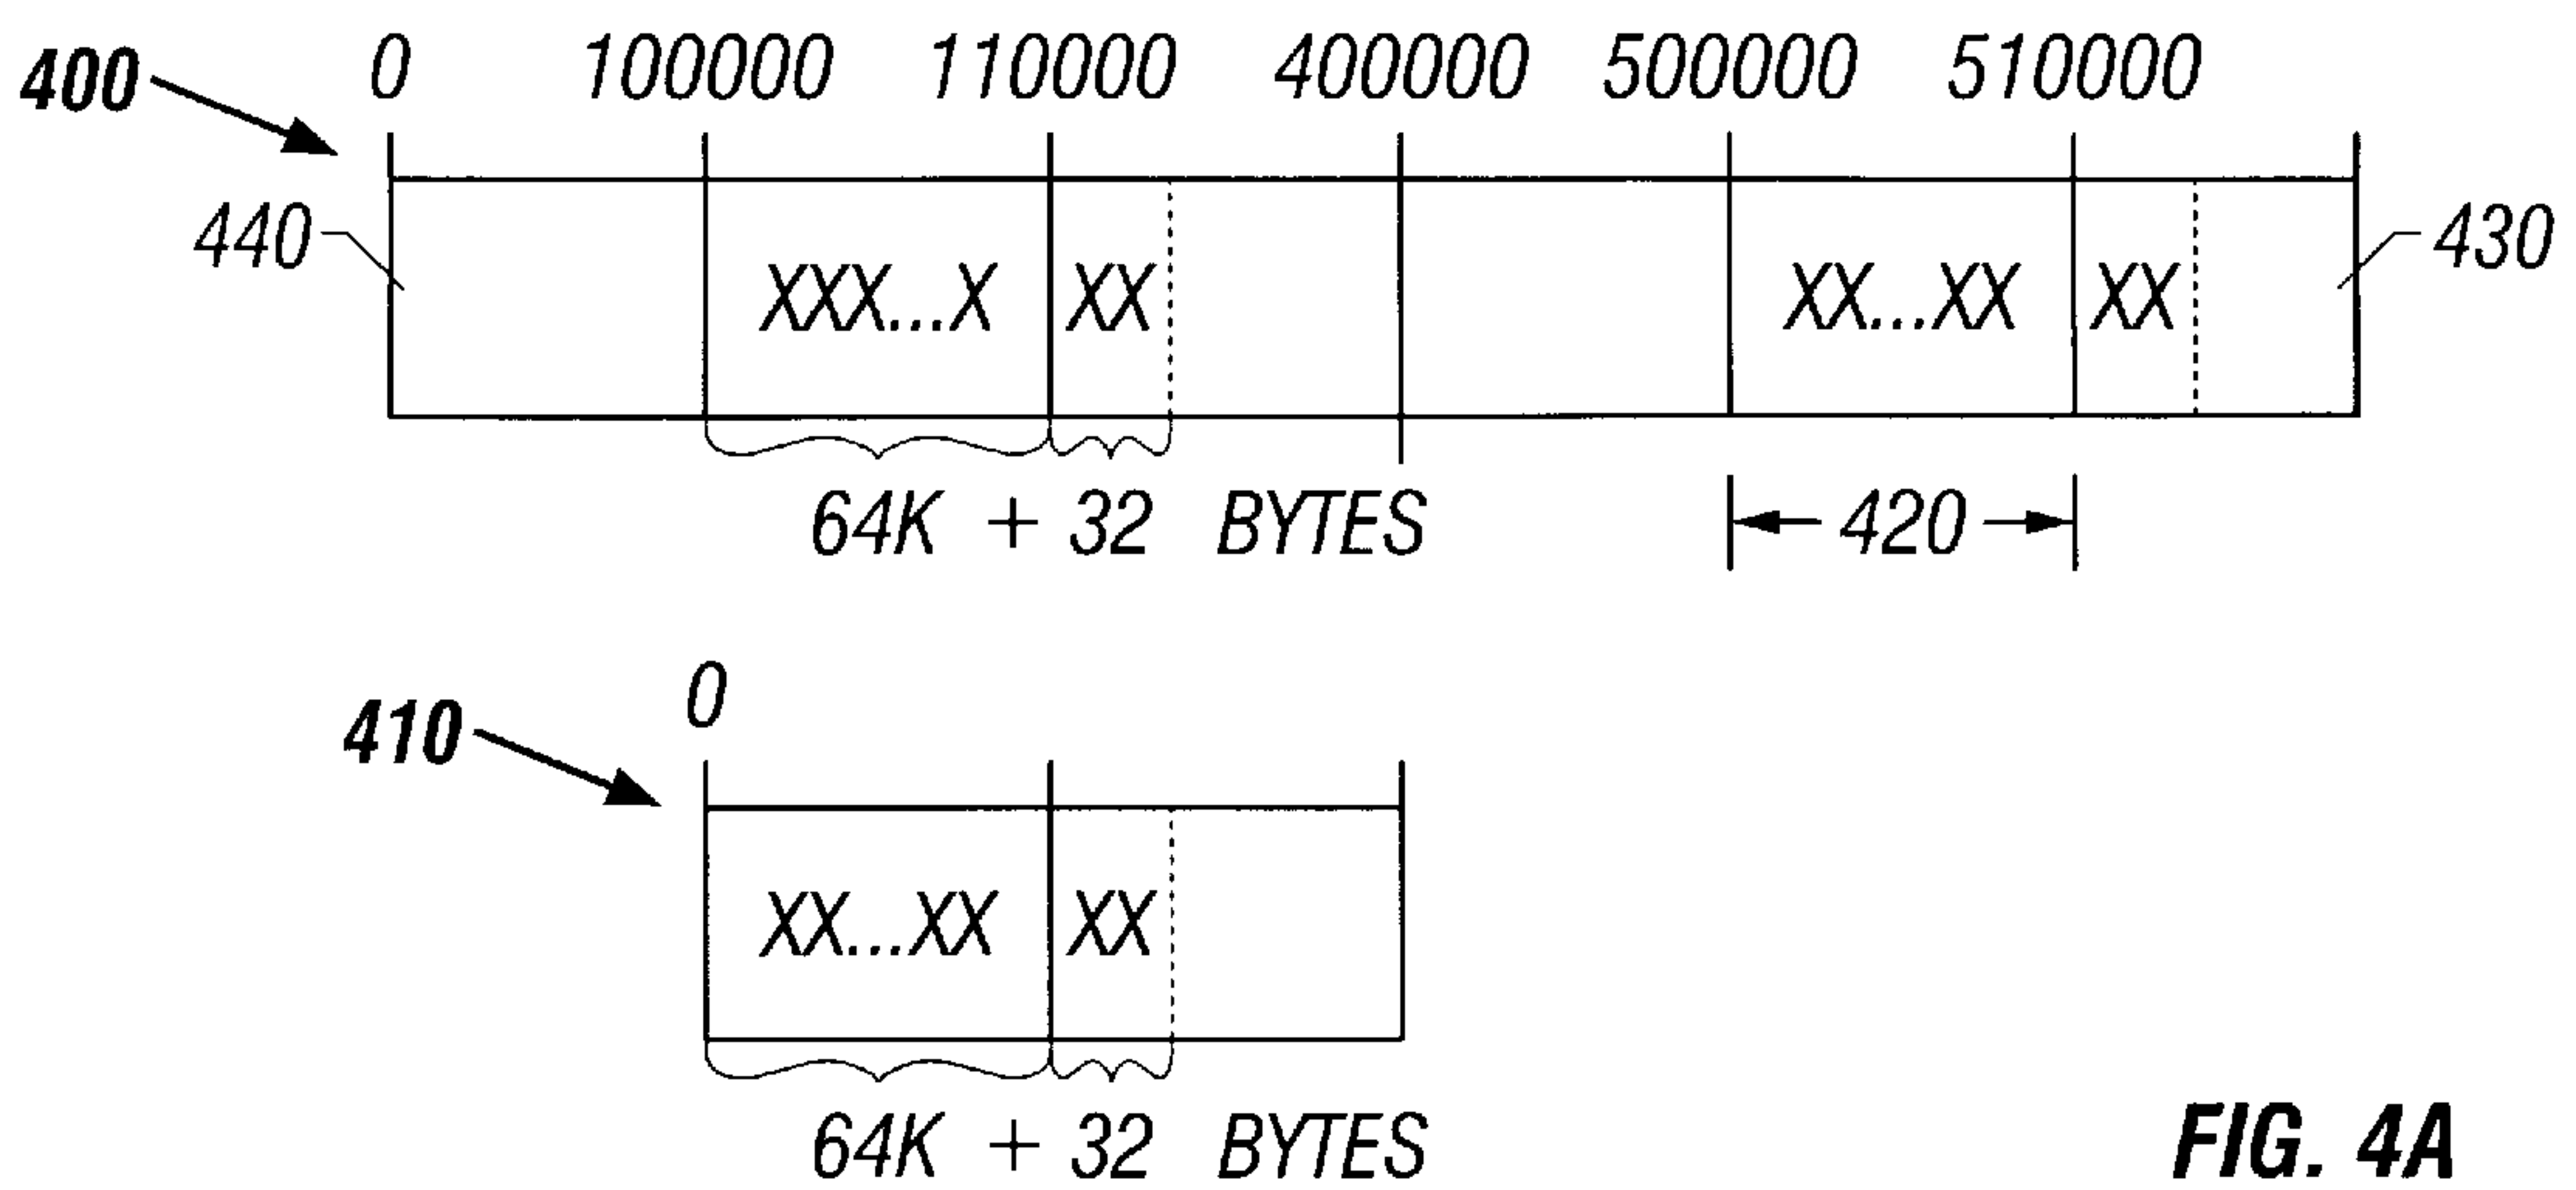 400 0 100000 110000 400000 500000 510000
440 XXX...X XX XX...XX XX 430
64K + 32 BYTES 420
0
410
XX...XX XX
64K + 32 BYTES
FIG. 4A